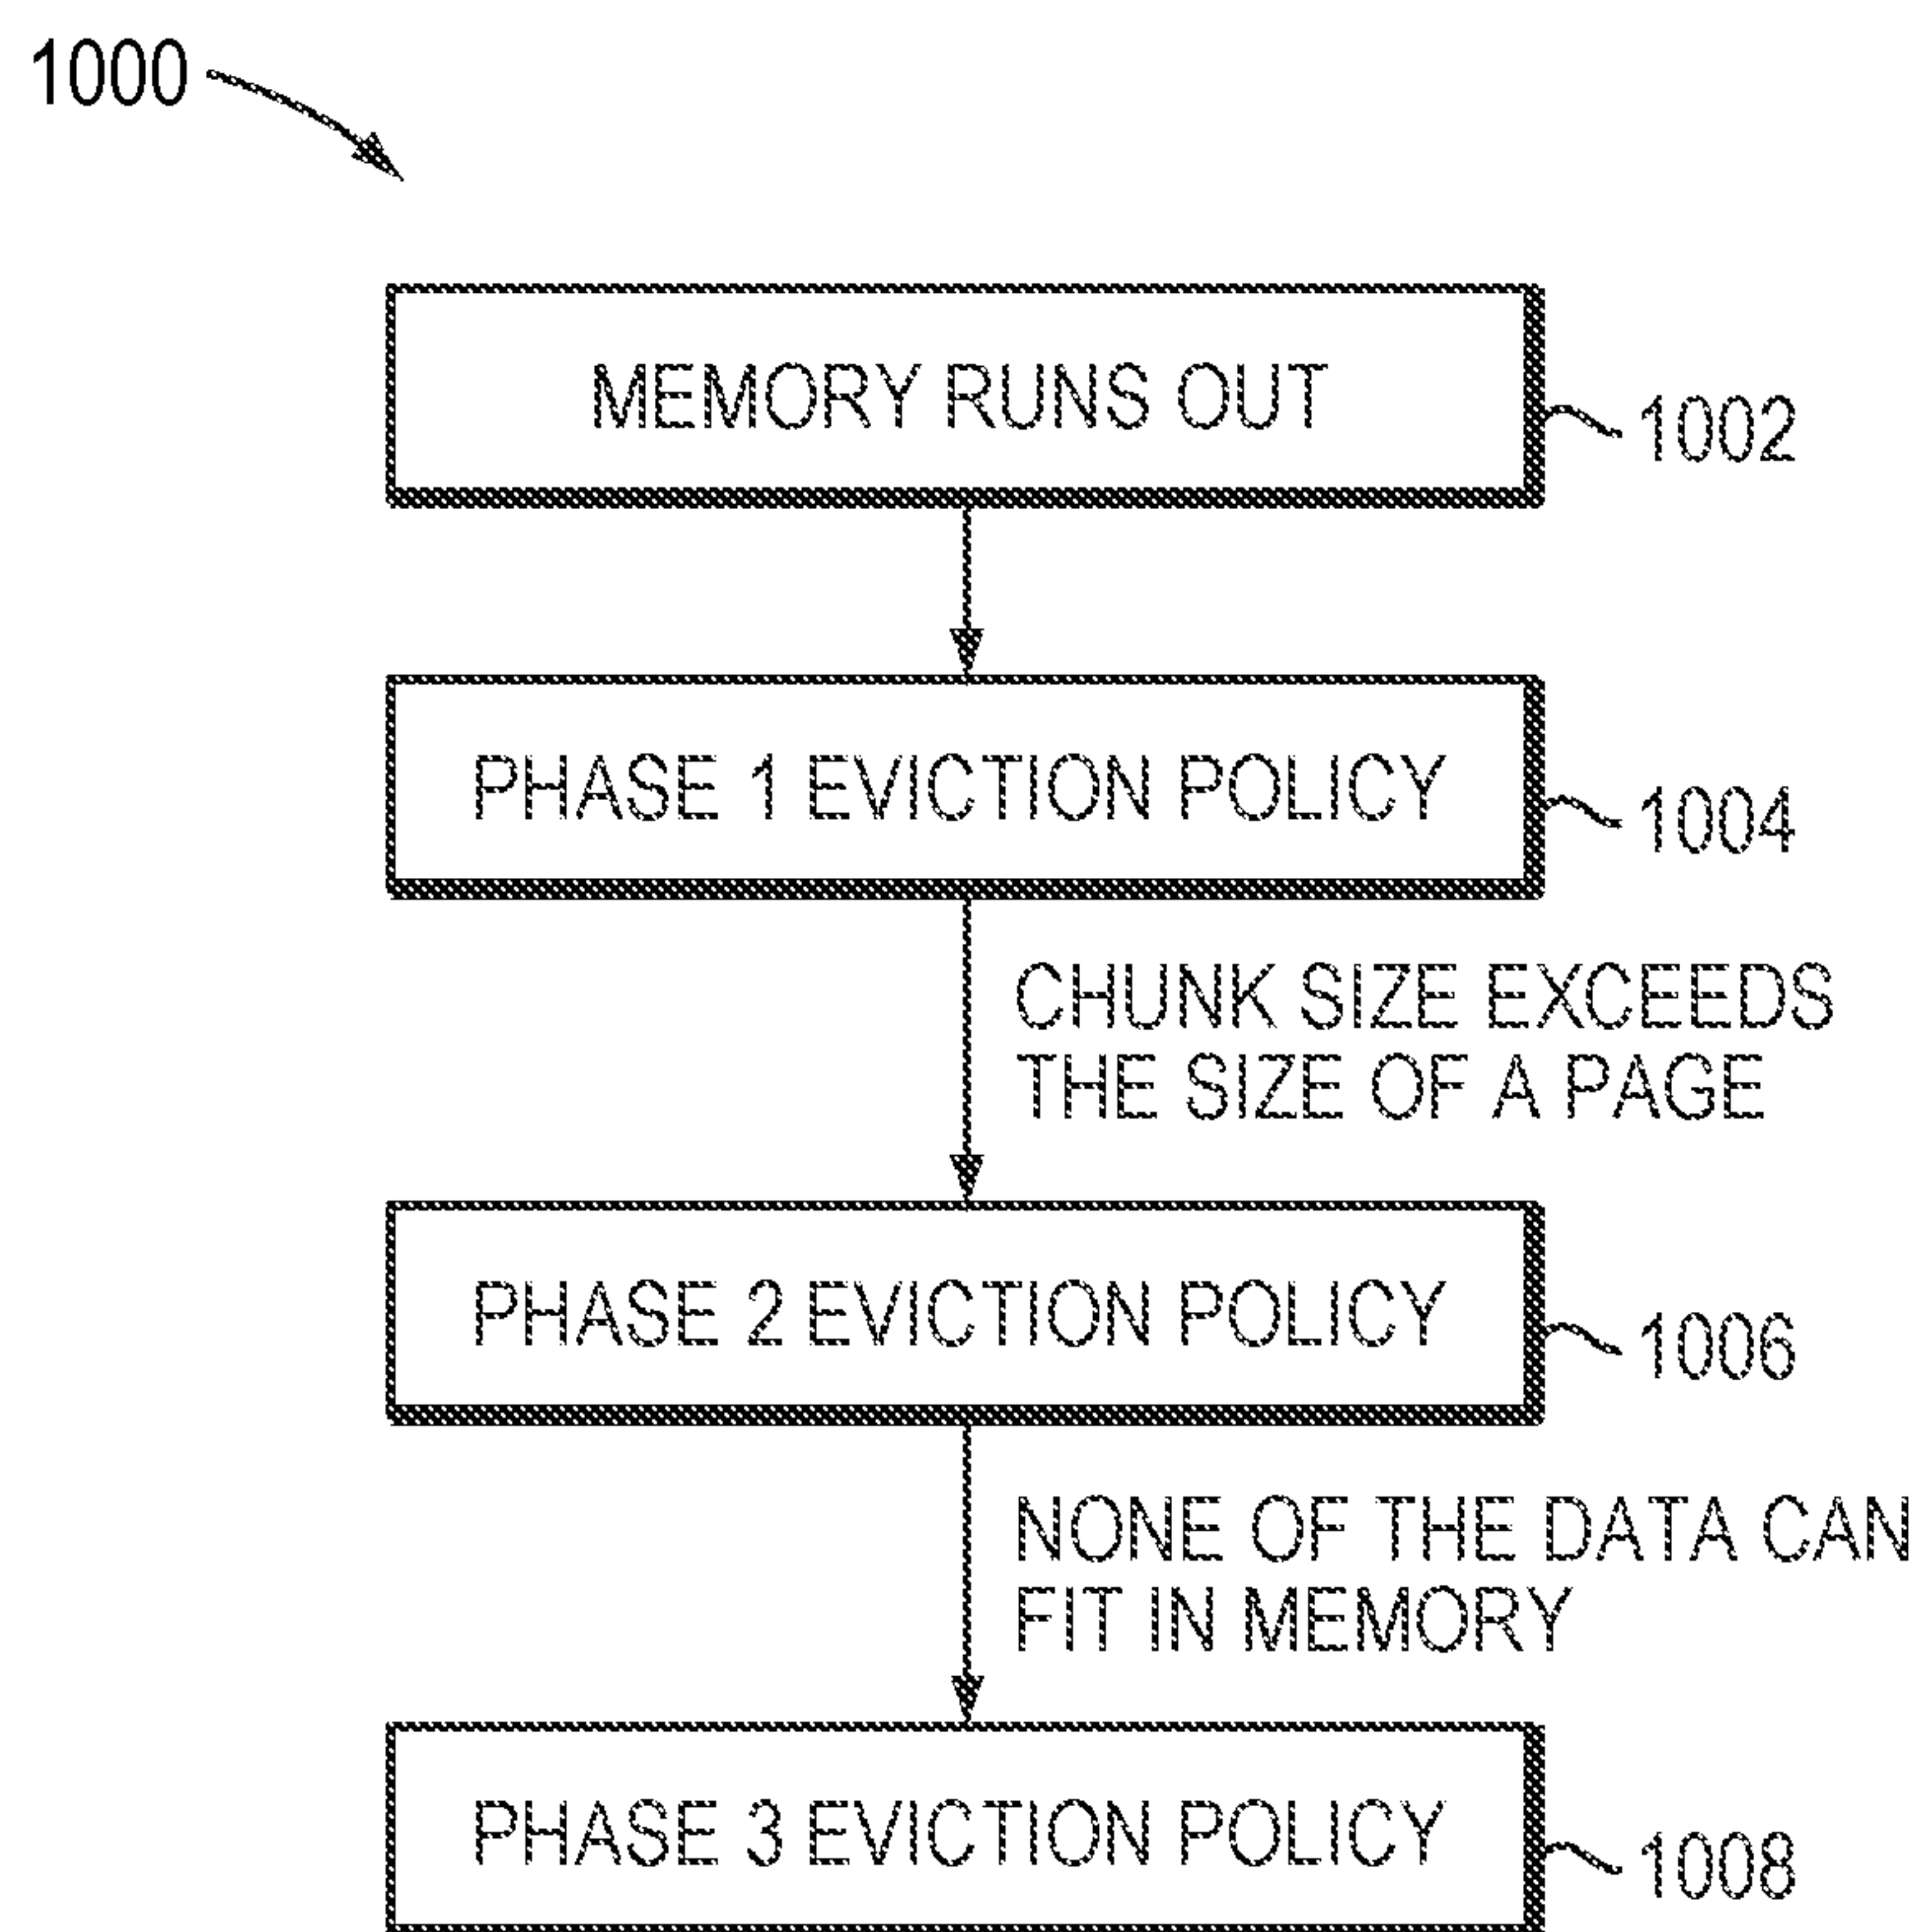 1000
MEMORY RUNS OUT
1002
PHASE 1 EVICTION POLICY
1004
CHUNK SIZE EXCEEDS
THE SIZE OF A PAGE
PHASE 2 EVICTION POLICY
1006
NONE OF THE DATA CAN
FIT IN MEMORY
PHASE 3 EVICTION POLICY
1008